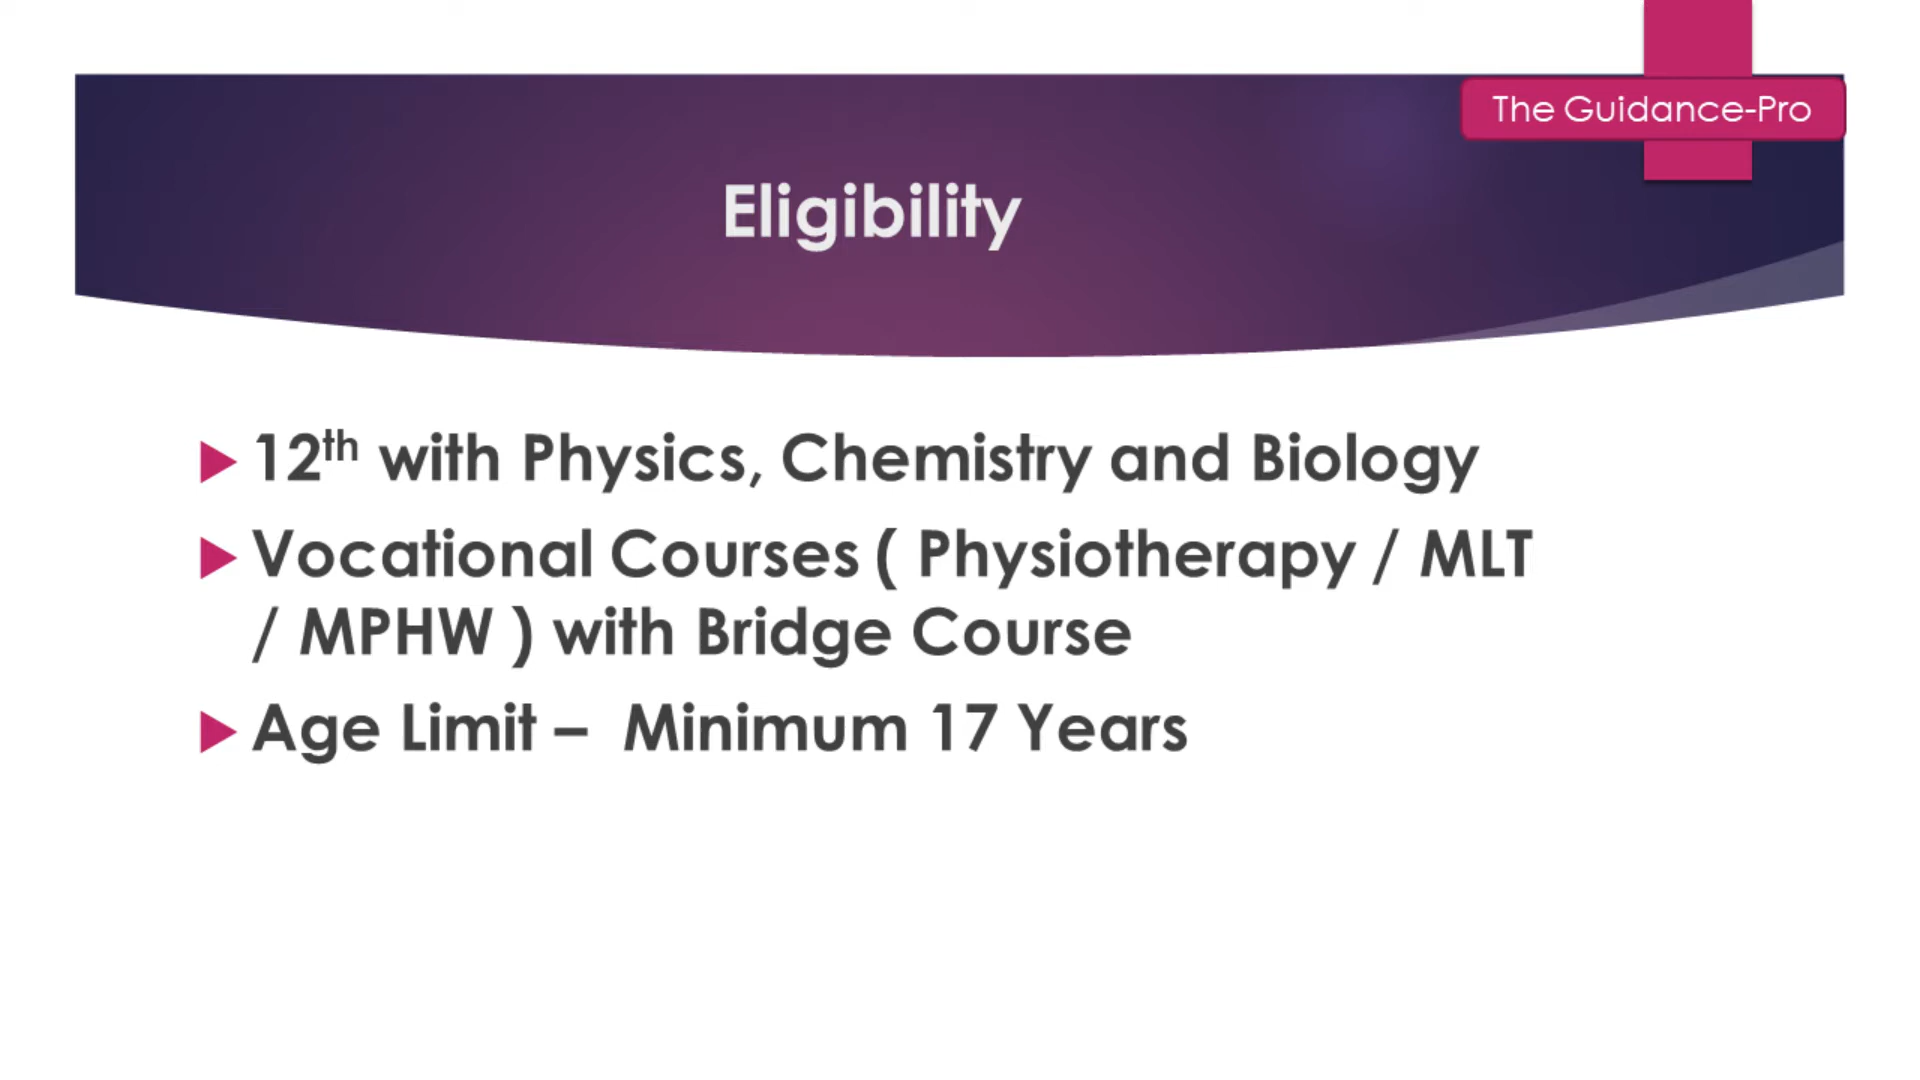 The Guidance-Pro
Eligibility
12th with Physics, Chemistry and Biology
Vocational Courses ( Physiotherapy / MLT
/ MPHW ) with Bridge Course
Age Limit – Minimum 17 Years